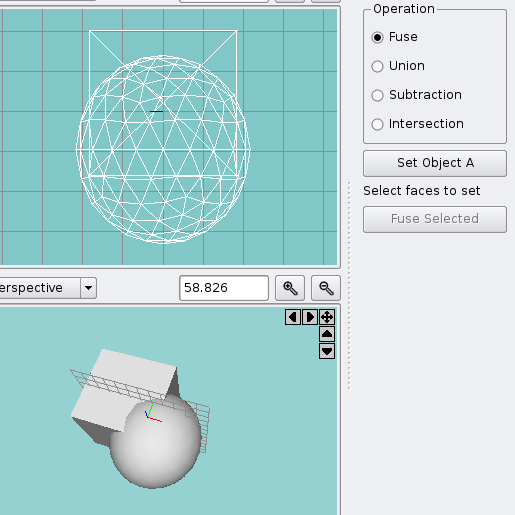 Operation
Fuse
Union
Subtraction
Intersection
Set Object A
Select faces to set
Fuse Selected
erspective
58.826